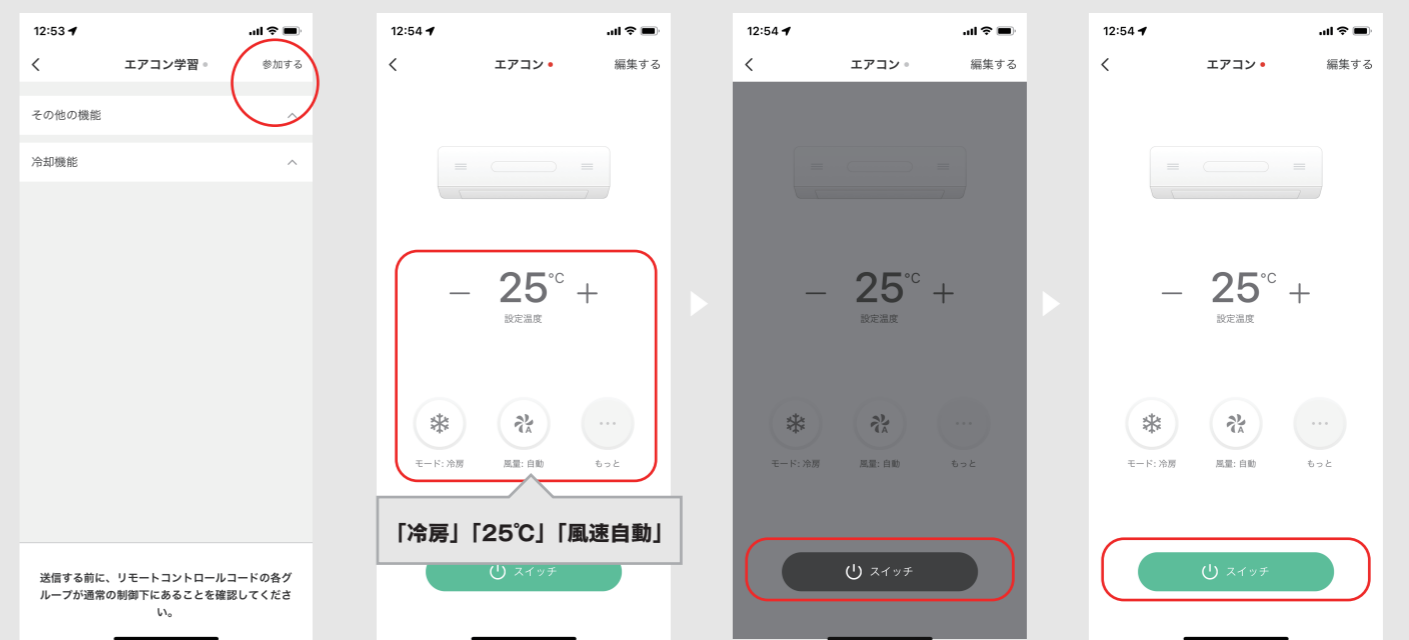 12:53
エアコン学習
参加する
その他の機能
冷却機能
送信する前に、リモートコントロールコードの各グ
ループが通常の制御下にあることを確認してくださ
い。
12:54
エアコン
編集する
25°C
設定温度
A
モード: 冷房
風量: 自動
もっと
「冷房」「25℃」「風速自動」
スイッチ
12:54
エアコン
編集する
25°C
設定温度
A
モード: 冷房
風量: 自動
もっと
スイッチ
12:54
エアコン
編集する
25°C
設定温度
A
モード: 冷房
風量: 自動
もっと
スイッチ